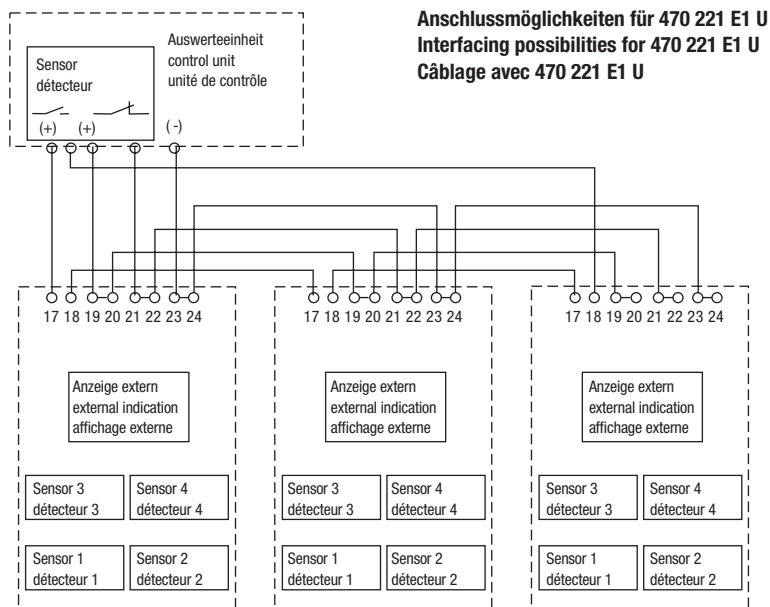 Anschlussmöglichkeiten für 470 221 E1 U
Interfacing possibilities for 470 221 E1 U
Câblage avec 470 221 E1 U
Auswerteeinheit
control unit
unité de contrôle
Sensor
détecteur
(+) (+) (-)
17 18 19 20 21 22 23 24
17 18 19 20 21 22 23 24
17 18 19 20 21 22 23 24
Anzeige extern
external indication
affichage externe
Anzeige extern
external indication
affichage externe
Anzeige extern
external indication
affichage externe
Sensor 3
détecteur 3
Sensor 4
détecteur 4
Sensor 3
détecteur 3
Sensor 4
détecteur 4
Sensor 3
détecteur 3
Sensor 4
détecteur 4
Sensor 1
détecteur 1
Sensor 2
détecteur 2
Sensor 1
détecteur 1
Sensor 2
détecteur 2
Sensor 1
détecteur 1
Sensor 2
détecteur 2